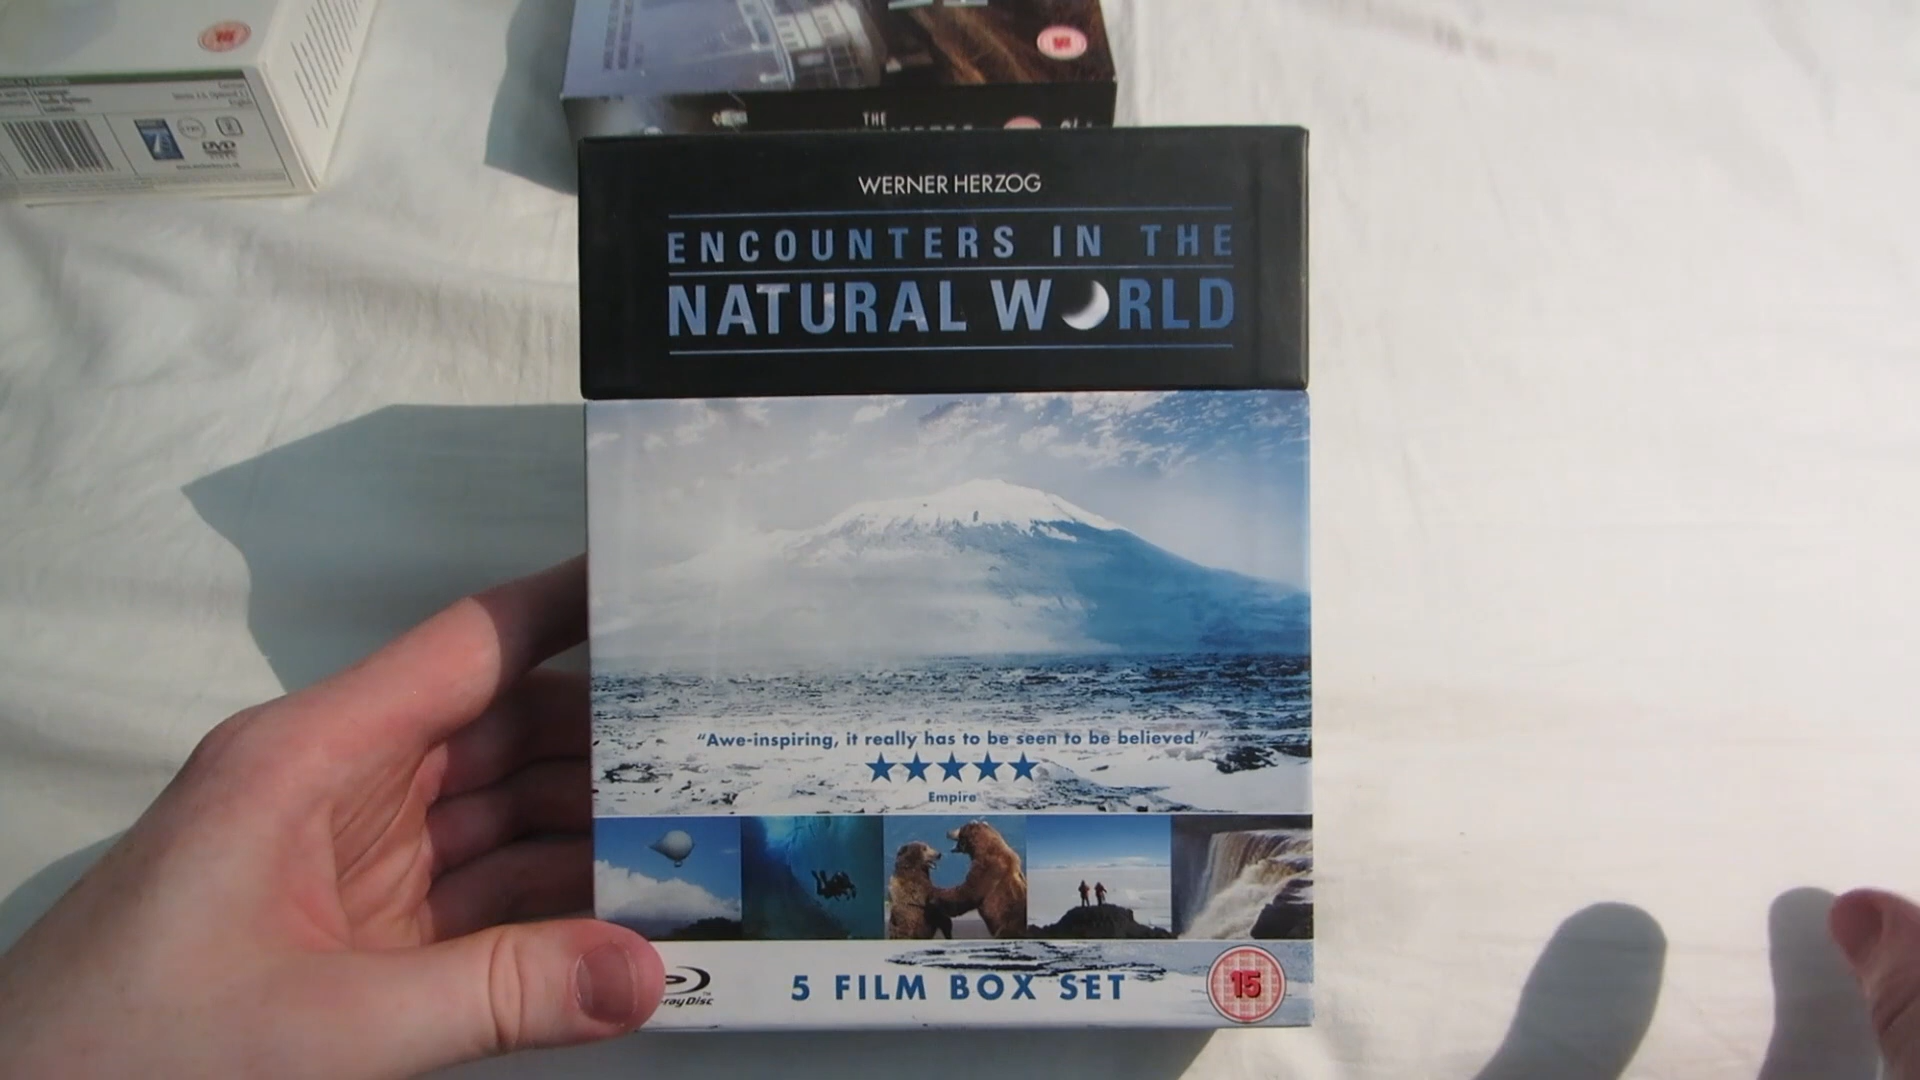 DVD
THE
WERNER HERZOG
ENCOUNTERS IN THE
NATURAL WORLD
"Awe-inspiring, it really has to be seen to be believed."
Empire
5 FILM BOX SET
15